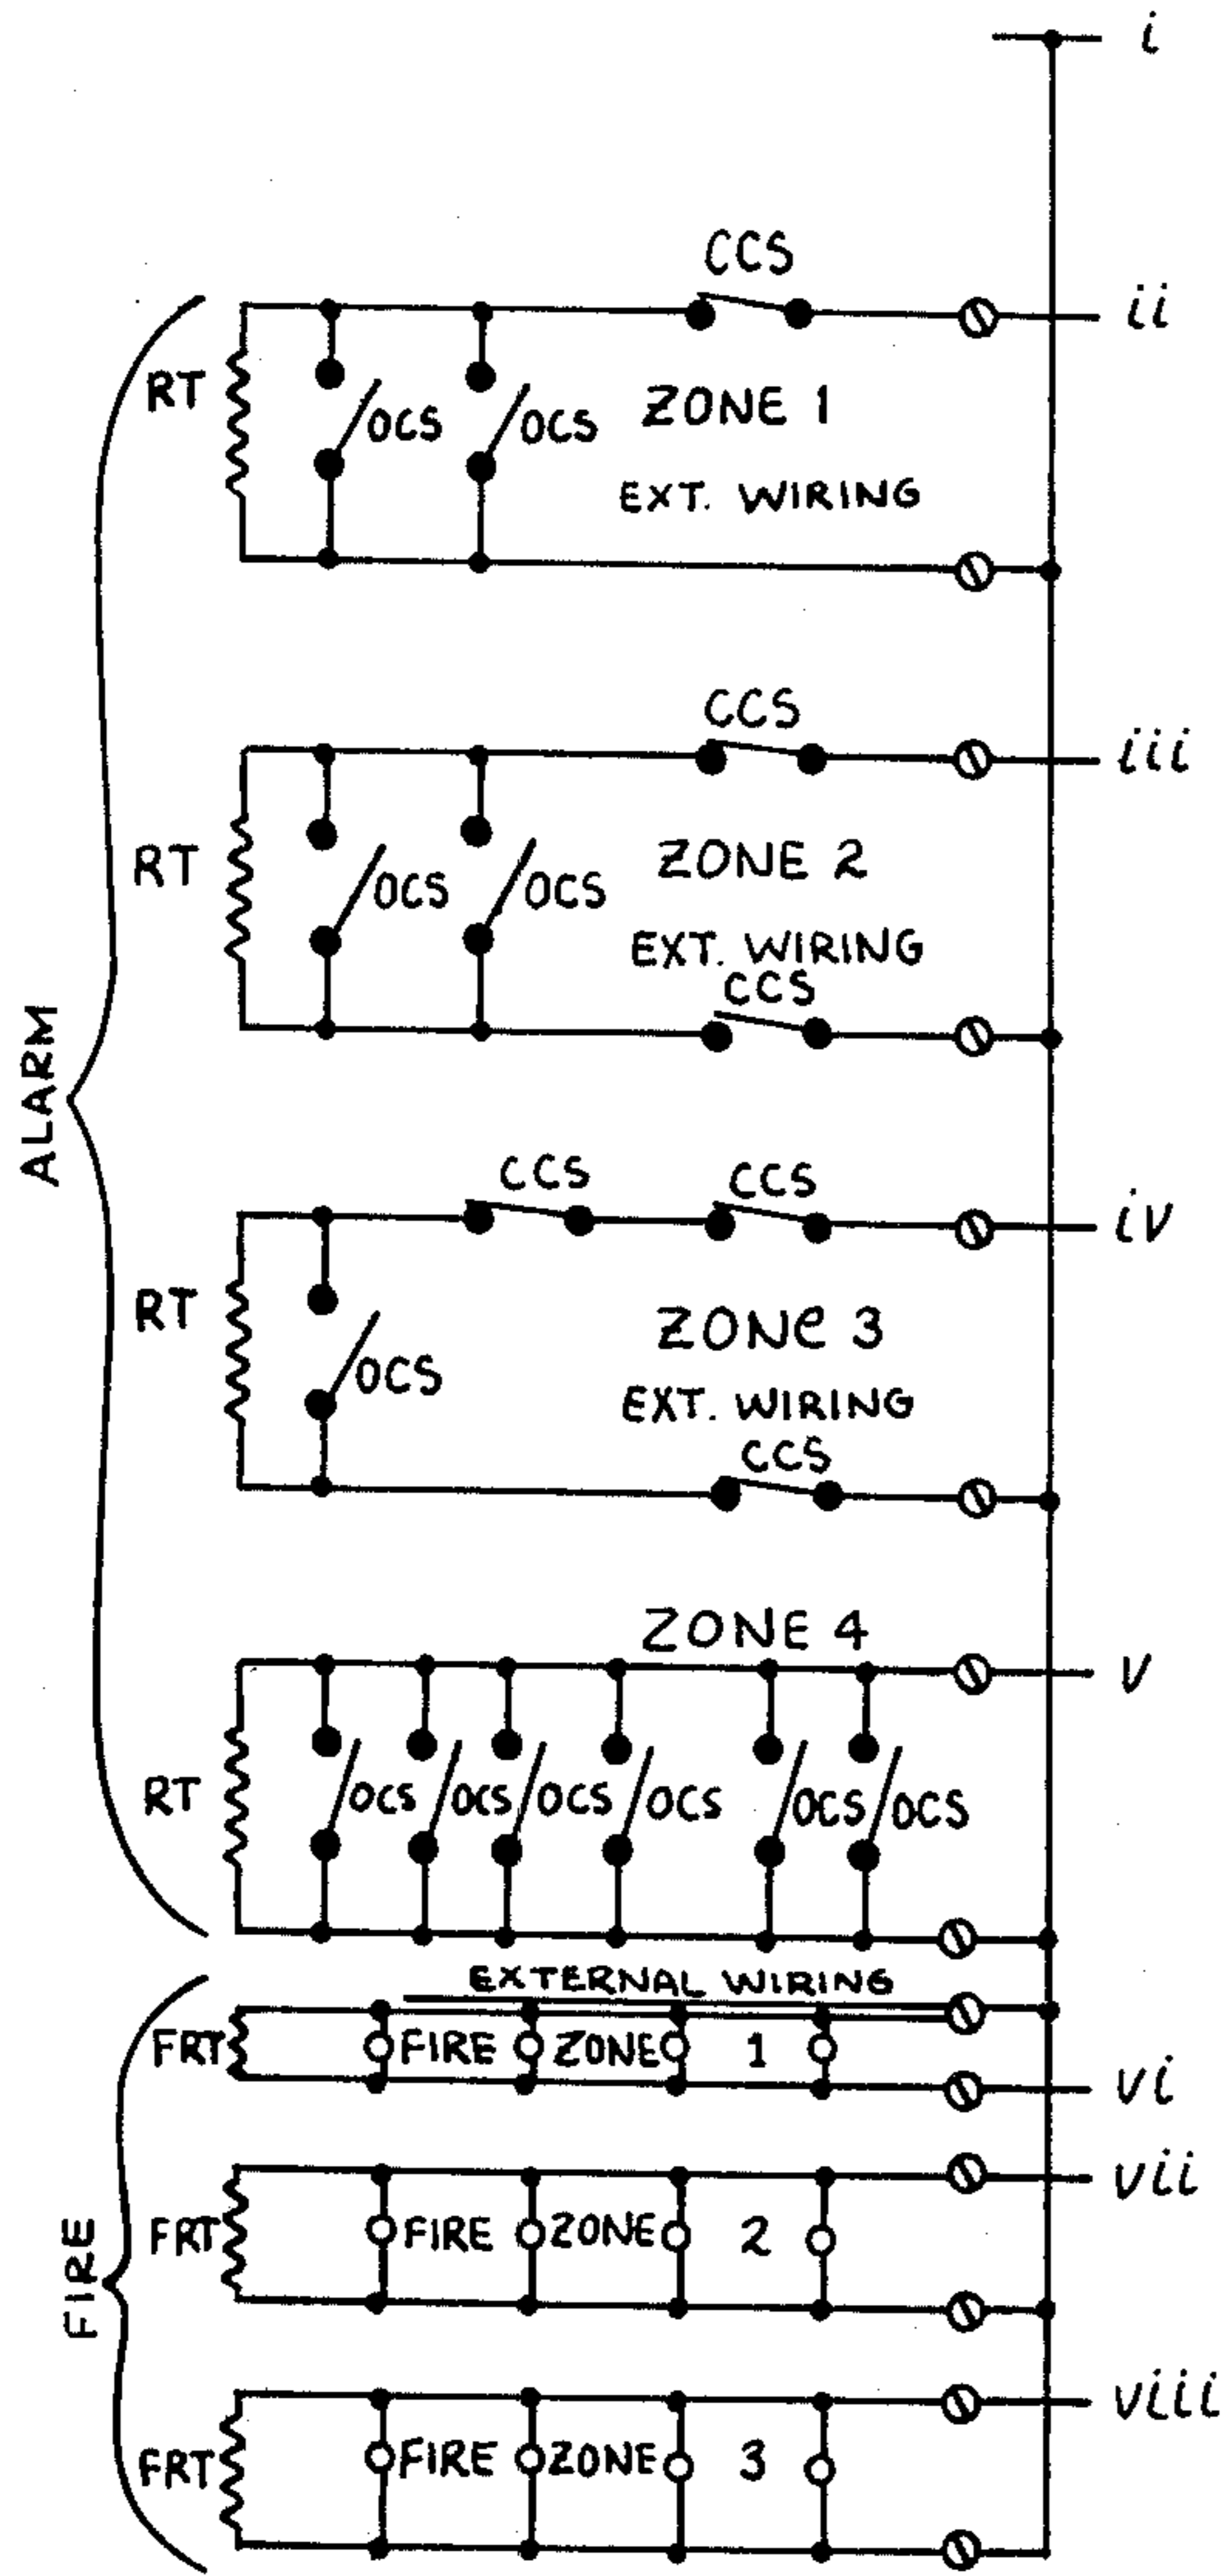 i
CCS
ii
RT
OCS
OCS
ZONE 1
EXT. WIRING
CCS
iii
RT
OCS
OCS
ZONE 2
EXT. WIRING
CCS
ALARM
CCS
CCS
iv
RT
OCS
ZONe 3
EXT. WIRING
CCS
ZONE 4
v
RT
OCS
OCS
OCS
OCS
OCS
OCS
EXTERNAL WIRING
FRT
FIRE ZONE 1
vi
vii
FRT
FIRE ZONE 2
FIRE
viii
FRT
FIRE ZONE 3